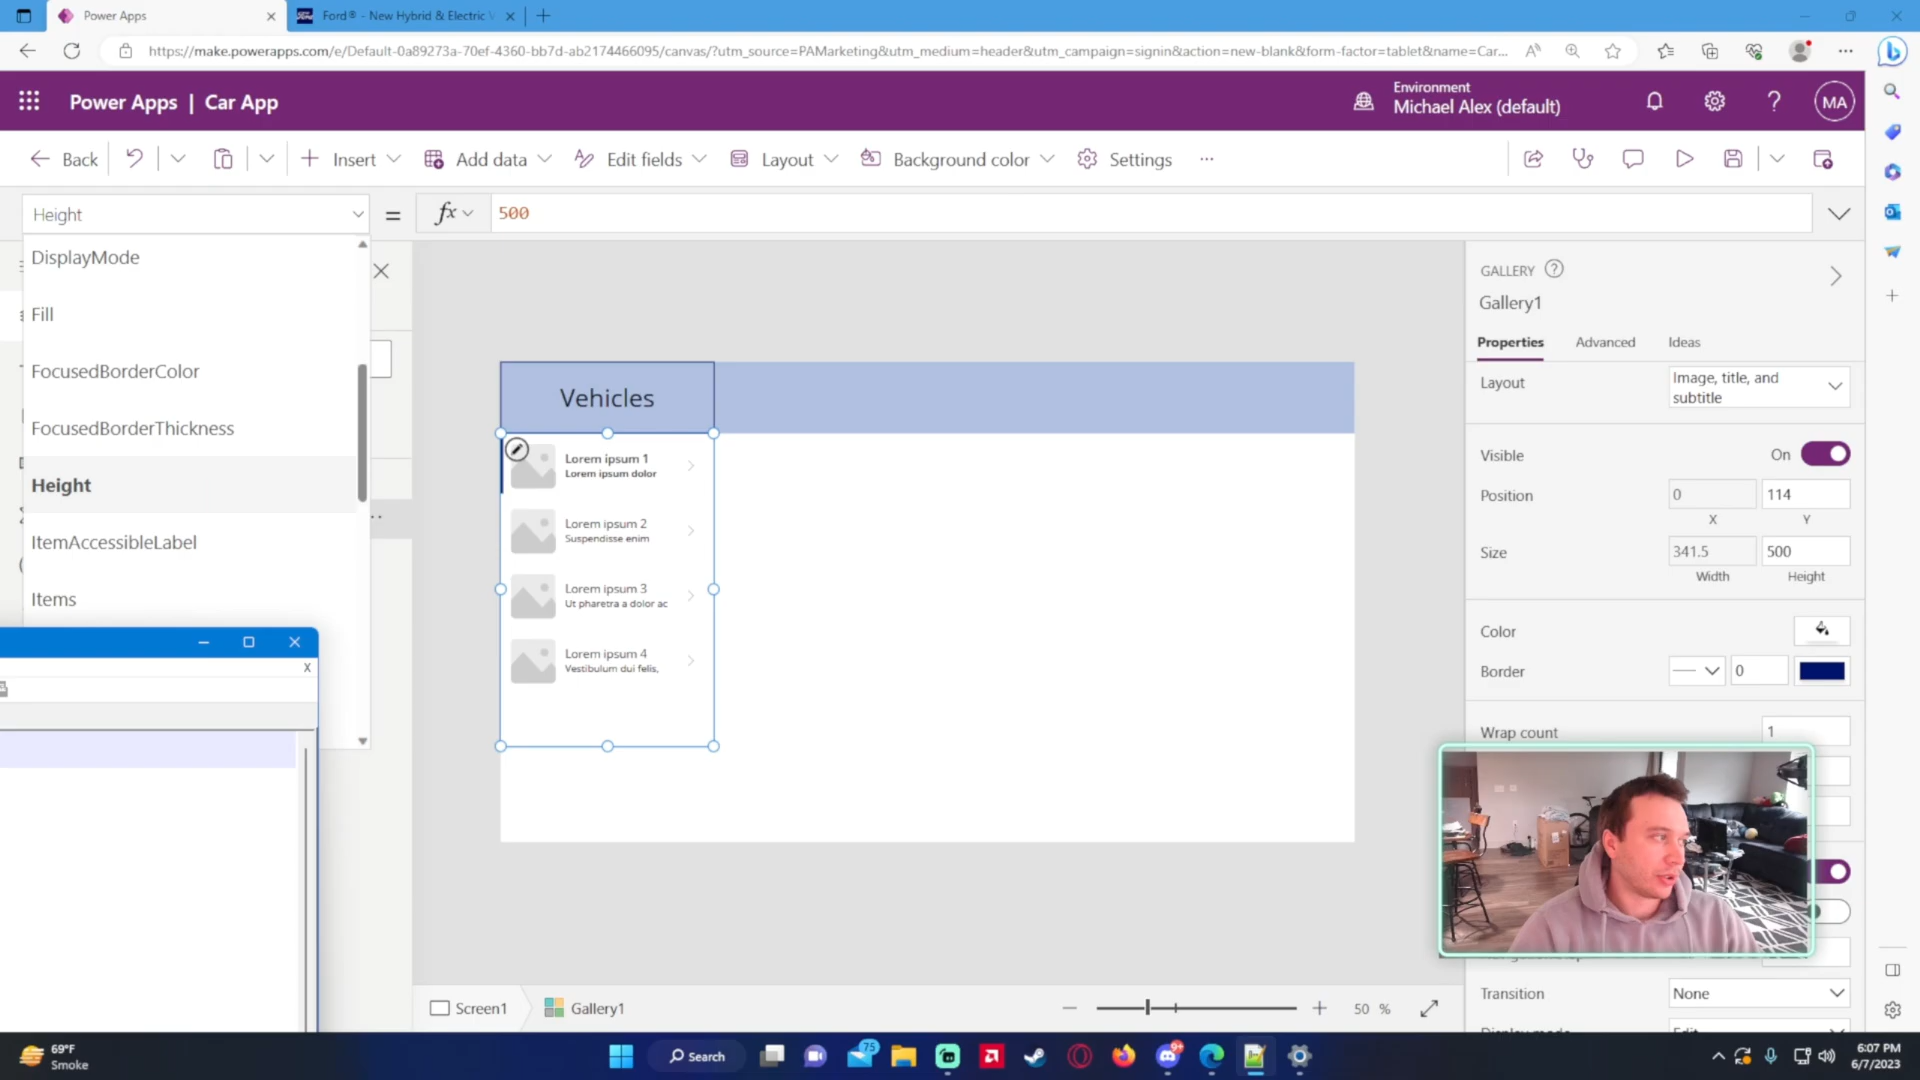 Power Apps
Ford® - New Hybrid & Electric V
https://make.powerapps.com/e/Default-0a89273a-70ef-4360-bb7d-ab2174466095/canvas/?utm_source=PAMarketing&utm_medium=header&utm_campaign=signin&action=new-blank&form-factor=tablet&name=Car...
Power Apps | Car App
Environment
Michael Alex (default)
MA
Back
Insert
Add data
Edit fields
Layout
Background color
Settings
Height
=
fx
500
DisplayMode
Fill
FocusedBorderColor
FocusedBorderThickness
Height
ItemAccessibleLabel
Items
X
Vehicles
Lorem ipsum 1
Lorem ipsum dolor
Lorem ipsum 2
Suspendisse enim
Lorem ipsum 3
Ut pharetra a dolor ac
Lorem ipsum 4
Vestibulum dui felis,
GALLERY
Gallery1
Properties
Advanced
Ideas
Layout
Image, title, and
subtitle
Visible
On
Position
0
114
X
Y
Size
341.5
500
Width
Height
Color
Border
0
Wrap count
1
Transition
None
Screen1
Gallery1
50 %
69°F
Smoke
Search
75
9+
6:07 PM
6/7/2023